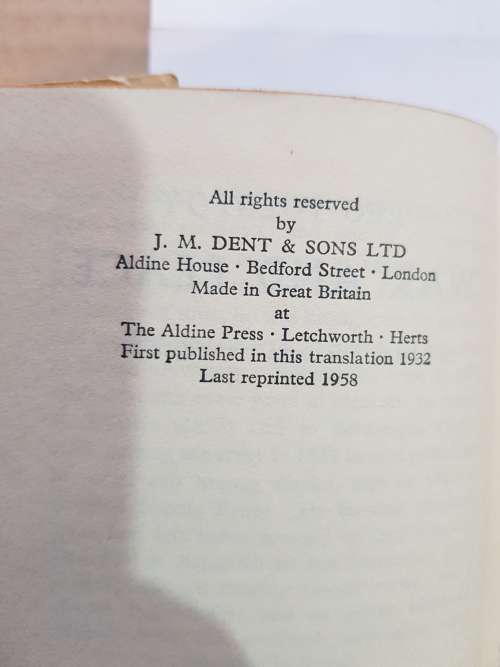 All rights reserved
by
J. M. DENT & SONS LTD
Aldine House · Bedford Street · London
Made in Great Britain
at
The Aldine Press · Letchworth · Herts
First published in this translation 1932
Last reprinted 1958